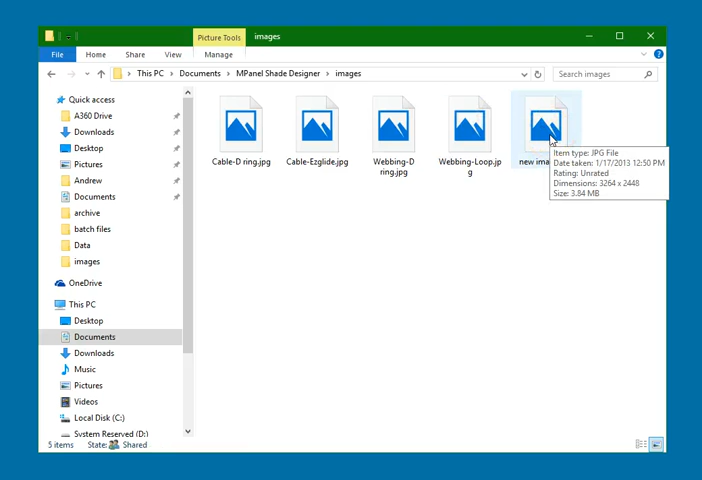 Picture Tools
images
File
Home
Share
View
Manage
This PC
Documents
MPanel Shade Designer
images
Search images
Quick access
A360 Drive
Downloads
Desktop
Pictures
Andrew
Documents
archive
batch files
Data
images
OneDrive
This PC
Desktop
Documents
Downloads
Music
Pictures
Videos
Local Disk (C:)
System Reserved (D:)
Cable-D ring.jpg
Cable-Ezglide.jpg
Webbing-D
ring.jpg
Webbing-Loop.jp
g
new
Item type: JPG File
Date taken: 1/17/2013 12:50 PM
Rating: Unrated
Dimensions: 3264 x 2448
Size: 3.84 MB
5 items
State:
Shared